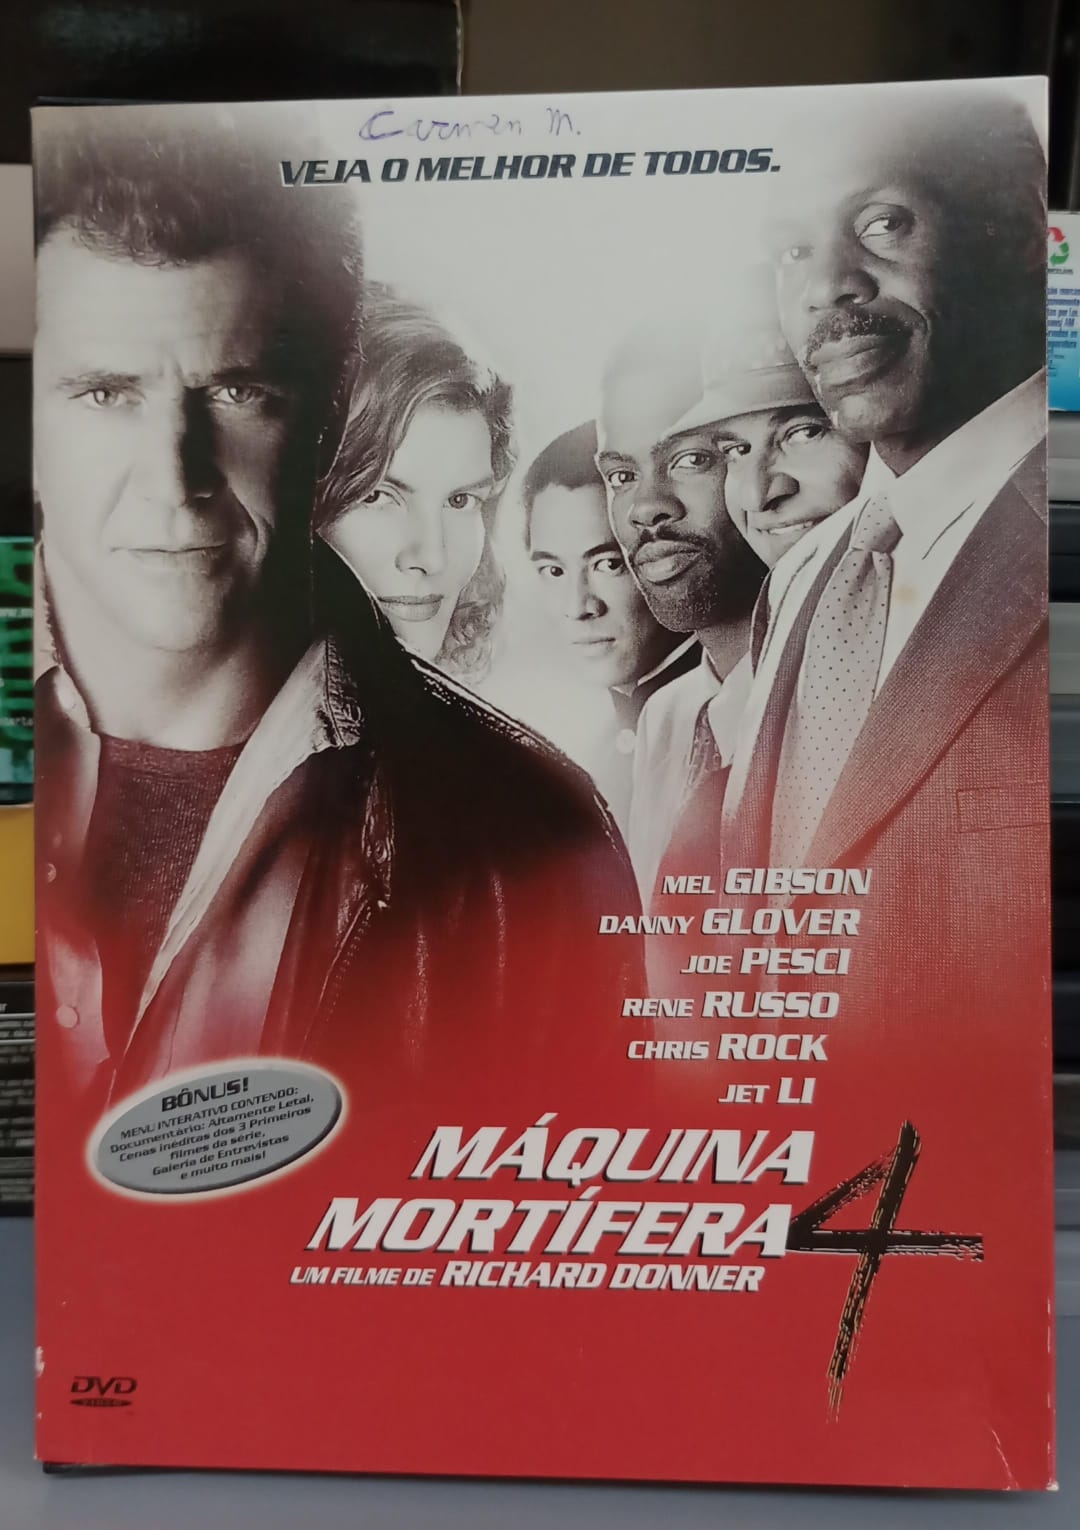 Carmen M.
VEJA O MELHOR DE TODOS.
MEL GIBSON
DANNY GLOVER
JOE PESCI
RENE RUSSO
CHRIS ROCK
JET LI
BÔNUS!
MENU INTERATIVO CONTENDO:
Documentário: Altamente Letal,
Cenas inéditas dos 3 Primeiros
filmes da série,
Galeria de Entrevistas
e muito mais!
MÁQUINA
MORTÍFERA 4
UM FILME DE RICHARD DONNER
DVD
VIDEO